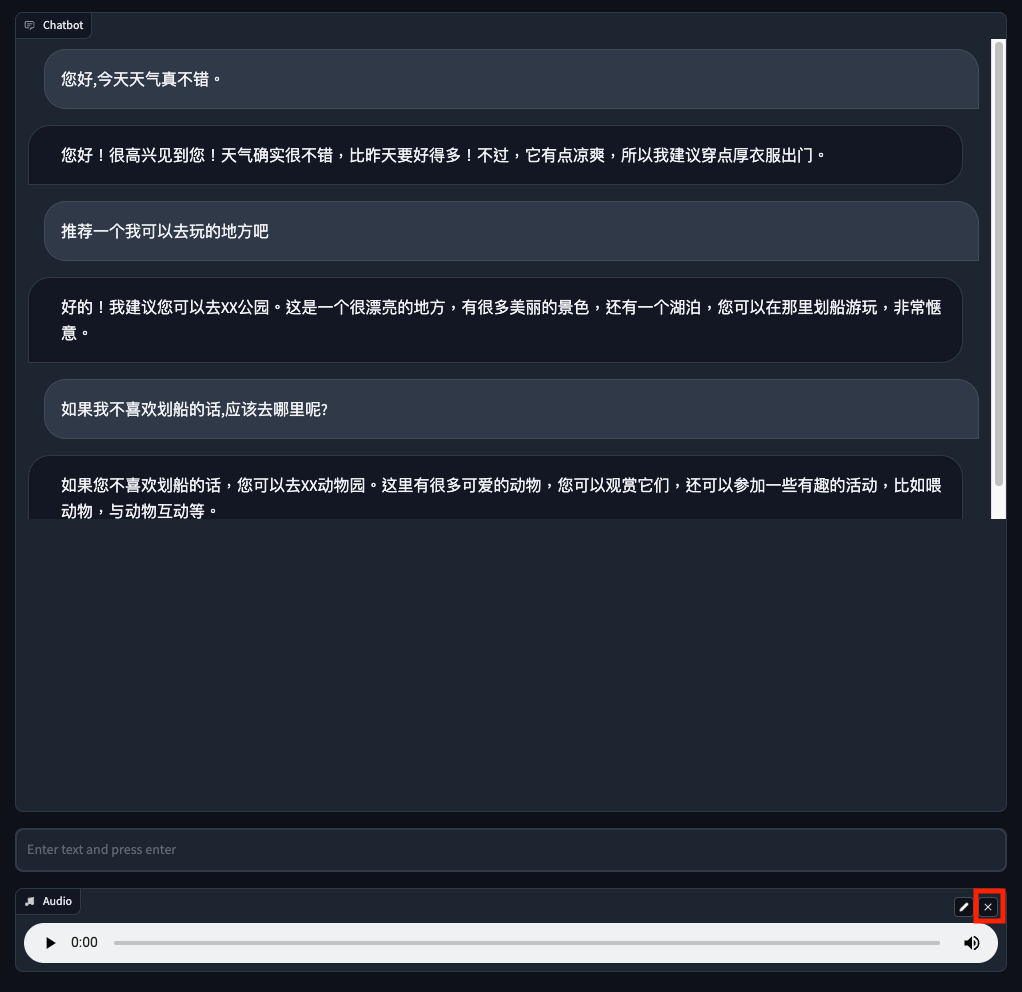 Chatbot
您好,今天天气真不错。
您好！很高兴见到您！天气确实很不错，比昨天要好得多！不过，它有点凉爽，所以我建议穿点厚衣服出门。
推荐一个我可以去玩的地方吧
好的！我建议您可以去XX公园。这是一个很漂亮的地方，有很多美丽的景色，还有一个湖泊，您可以在那里划船游玩，非常惬
意。
如果我不喜欢划船的话,应该去哪里呢?
如果您不喜欢划船的话，您可以去XX动物园。这里有很多可爱的动物，您可以观赏它们，还可以参加一些有趣的活动，比如喂
动物，与动物互动等。
Enter text and press enter
Audio
0:00